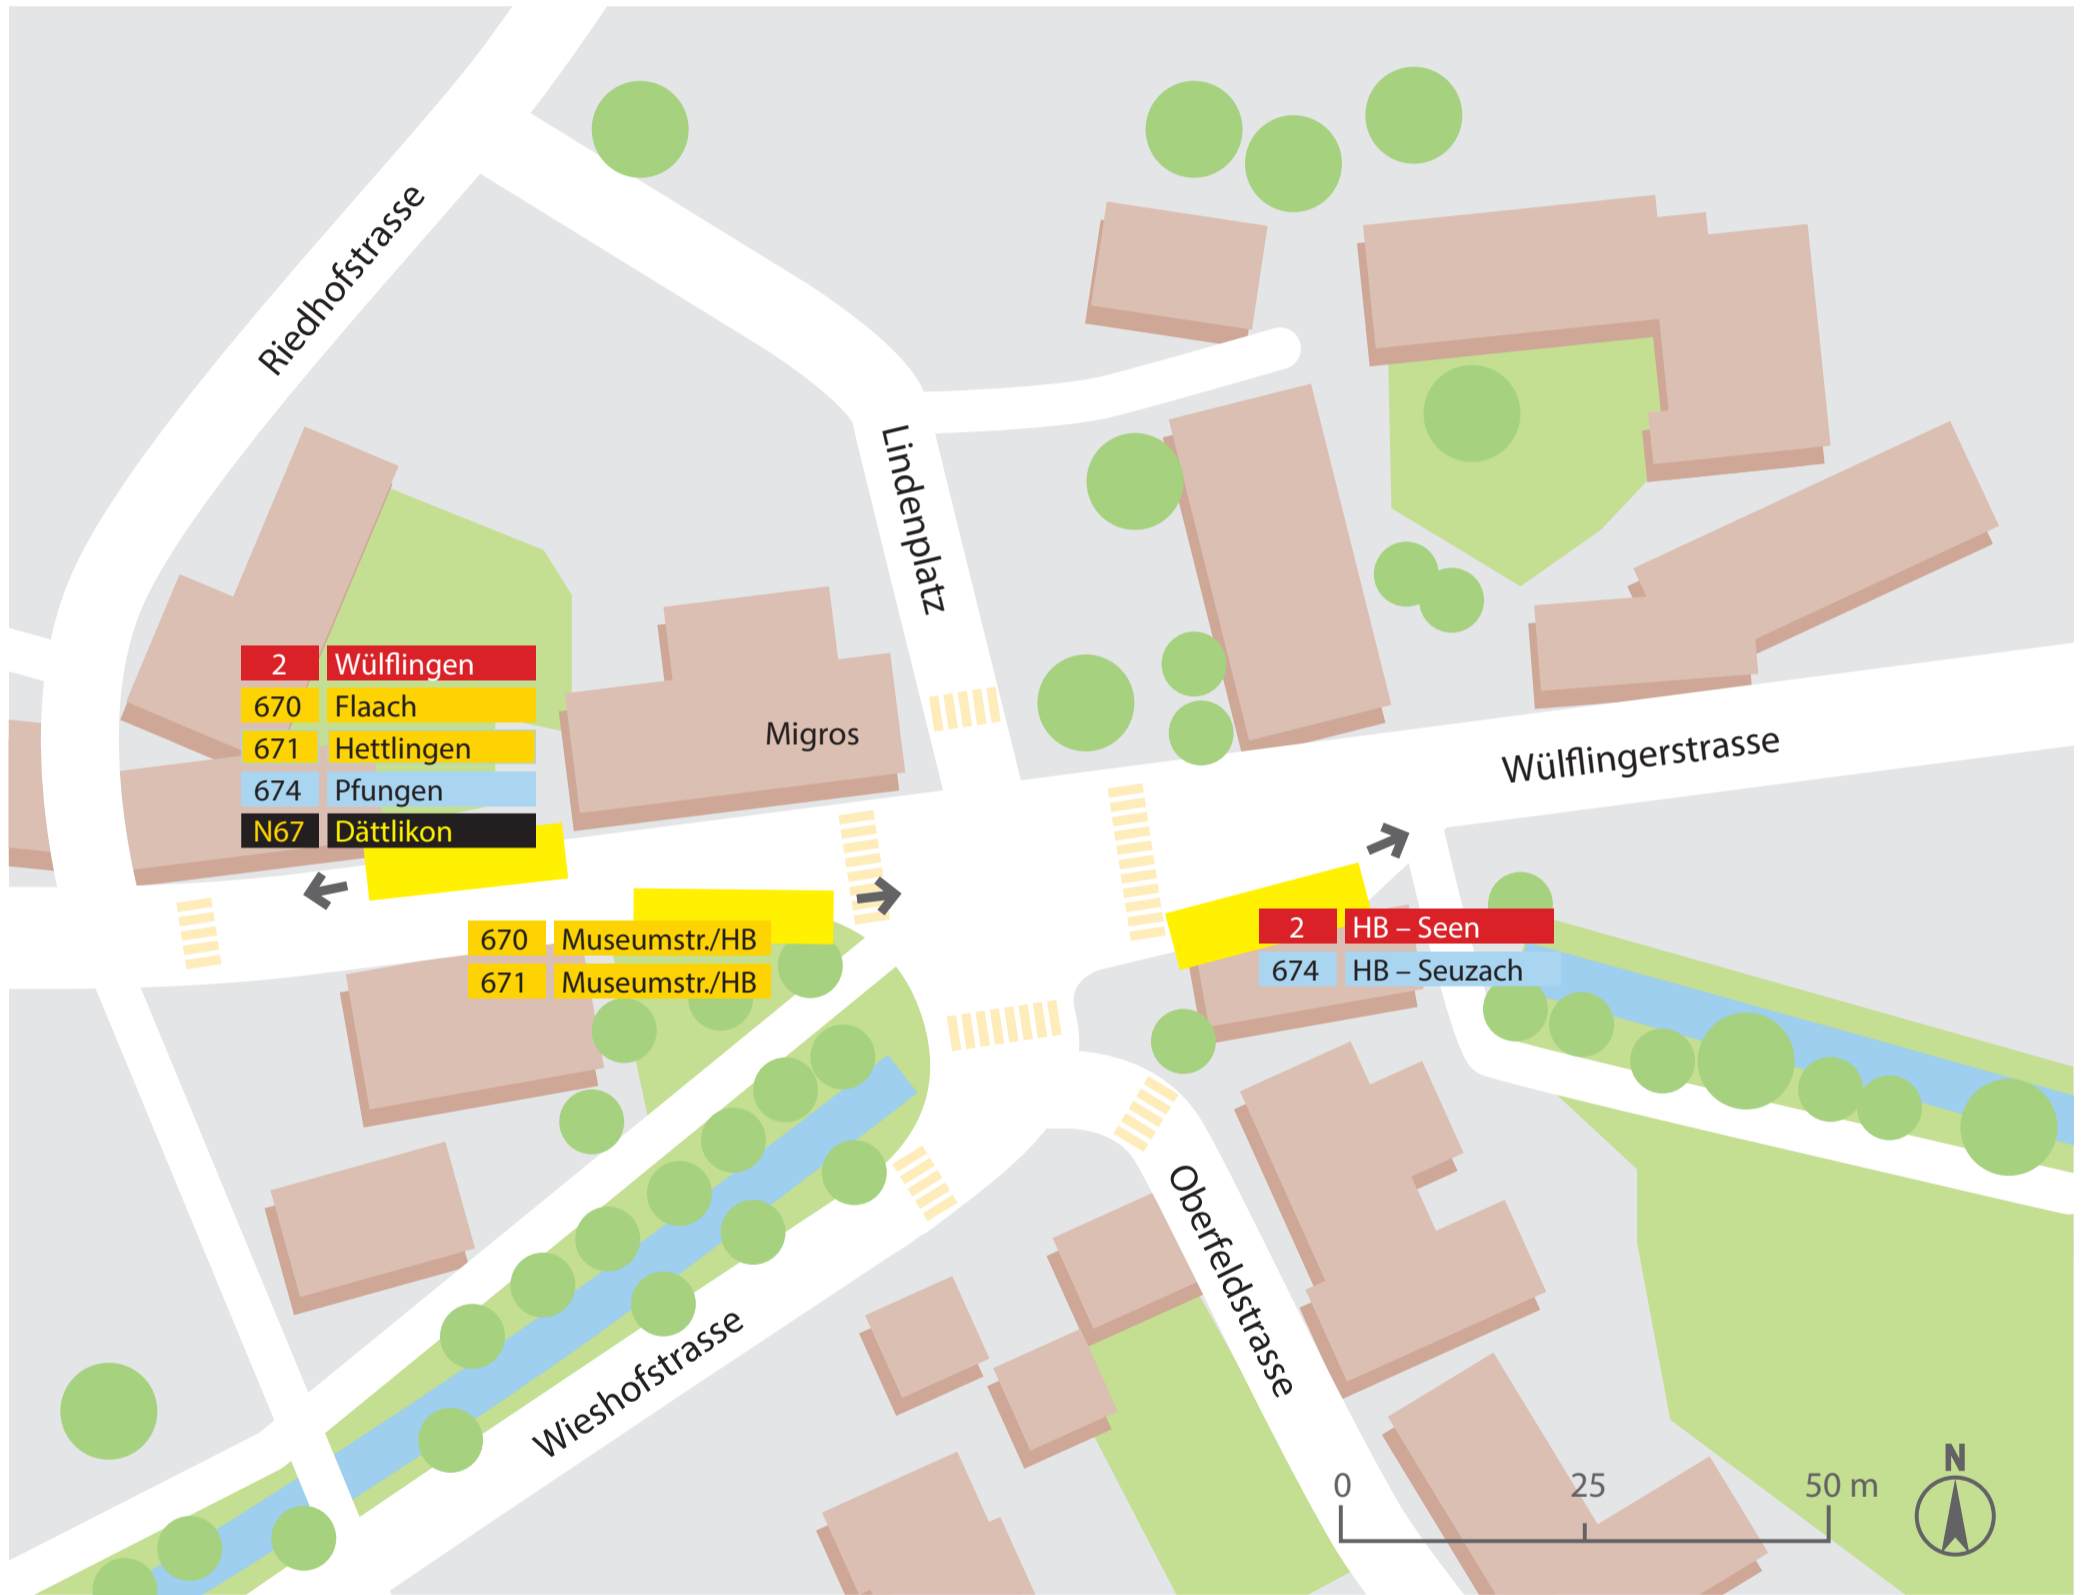 Riedhofstrasse
Lindenplatz
2 Wülflingen
670 Flaach
671 Hettlingen
674 Pfungen
N67 Dättlikon
Migros
Wülflingerstrasse
670 Museumstr./HB
671 Museumstr./HB
2 HB – Seen
674 HB – Seuzach
Oberfeldstrasse
Wieshofstrasse
0 25 50 m
N